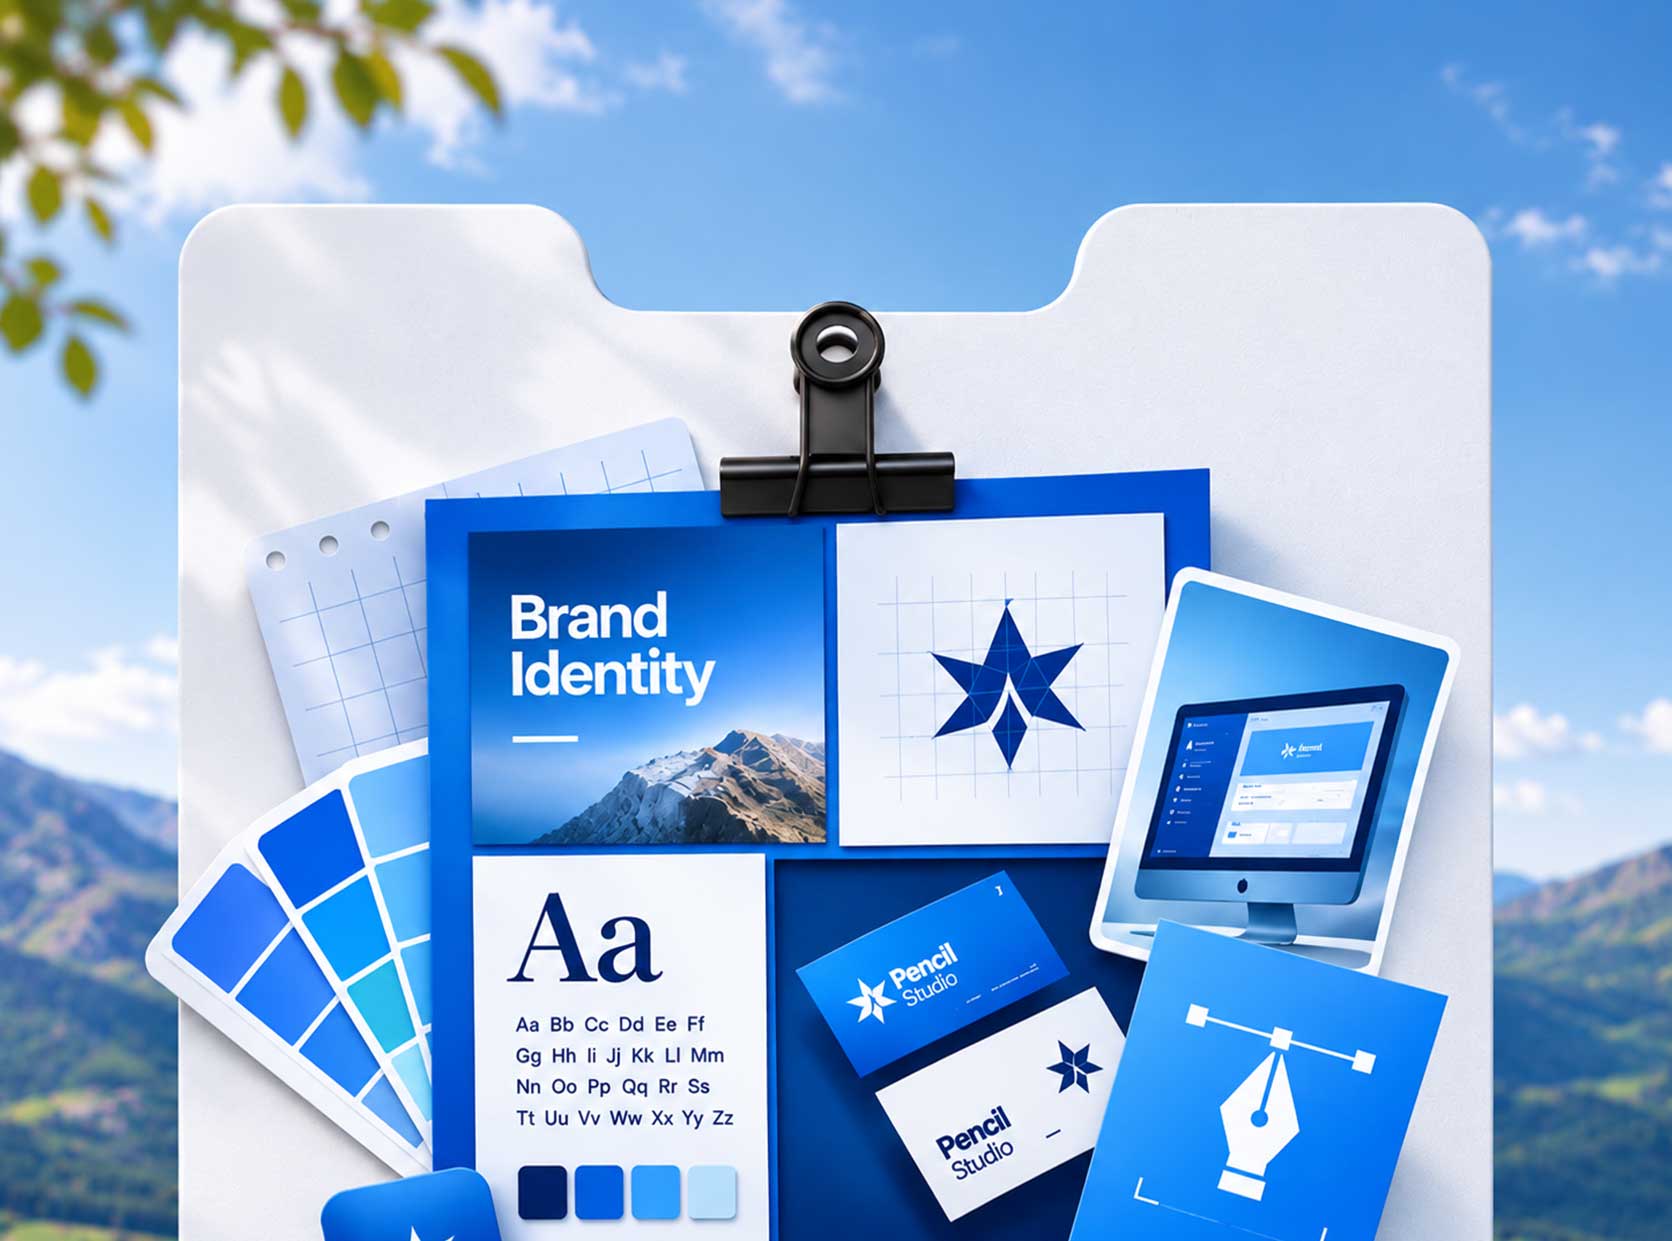 Brand
Identity
Aa
Aa Bb Cc Dd Ee Ff
Gg Hh Ii Jj Kk Ll Mm
Nn Oo Pp Qq Rr Ss
Tt Uu Vv Ww Xx Yy Zz
Pencil
Studio
Pencil
Studio